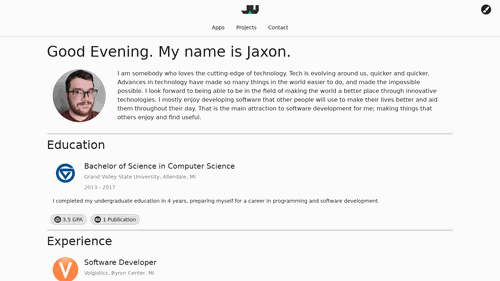 JU
Apps Projects Contact
Good Evening. My name is Jaxon.
I am somebody who loves the cutting-edge of technology. Tech is evolving around us, quicker and quicker.
Advances in technology have made so many things in the world easier to do, and made the impossible
possible. I look forward to being able to be in the field of making the world a better place through innovative
technologies. I mostly enjoy developing software that other people will use to make their lives better and aid
them throughout their day. That is the main attraction to software development for me; making things that
others enjoy and find useful.
Education
Bachelor of Science in Computer Science
Grand Valley State University, Allendale, MI
2013 - 2017
I completed my undergraduate education in 4 years, preparing myself for a career in programming and software development.
3.5 GPA 1 Publication
Experience
V Software Developer
Volgistics, Byron Center, MI